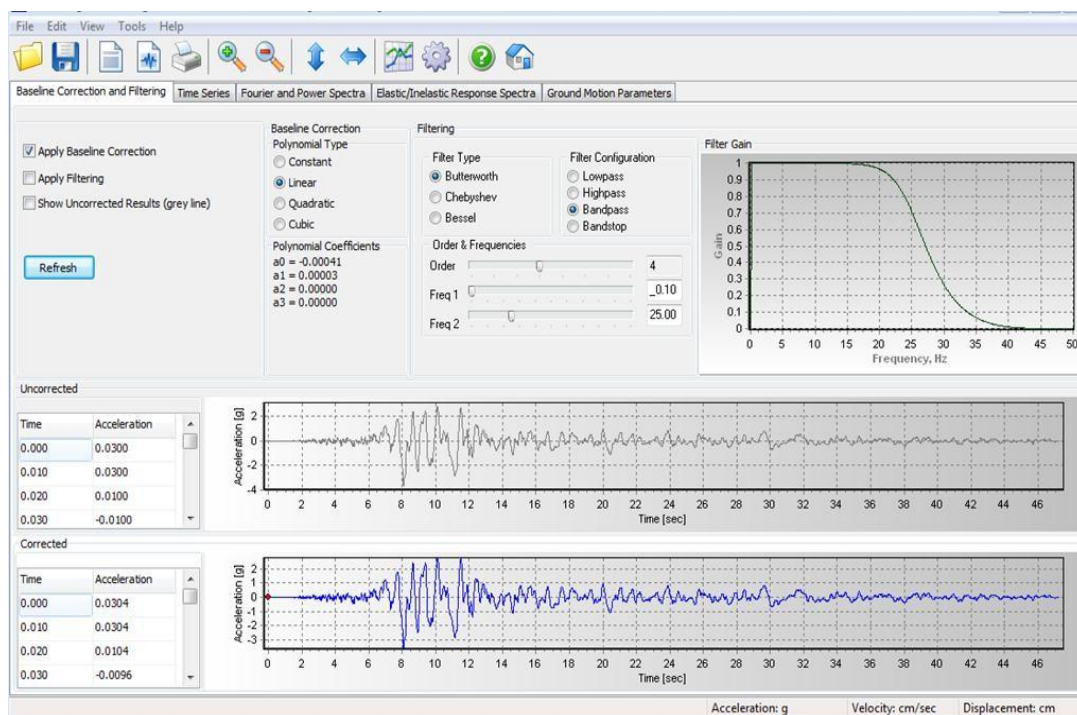 File Edit View Tools Help
Baseline Correction and Filtering Time Series Fourier and Power Spectra Elastic/Inelastic Response Spectra Ground Motion Parameters
Apply Baseline Correction
Apply Filtering
Show Uncorrected Results (grey line)
Refresh
Baseline Correction
Polynomial Type
Constant
Linear
Quadratic
Cubic
Polynomial Coefficients
a0 = -0.00041
a1 = 0.00003
a2 = 0.00000
a3 = 0.00000
Filtering
Filter Type
Butterworth
Chebyshev
Bessel
Filter Configuration
Lowpass
Highpass
Bandpass
Bandstop
Order & Frequencies
Order 4
Freq 1 _0.10
Freq 2 25.00
Filter Gain
1
0.9
0.8
0.7
0.6
0.5
0.4
0.3
0.2
0.1
0
Gain
0 5 10 15 20 25 30 35 40 45 50
Frequency, Hz
Uncorrected
Time Acceleration
0.000 0.0300
0.010 0.0300
0.020 0.0100
0.030 -0.0100
Acceleration [g]
2
0
-2
-4
0 2 4 6 8 10 12 14 16 18 20 22 24 26 28 30 32 34 36 38 40 42 44 46
Time [sec]
Corrected
Time Acceleration
0.000 0.0304
0.010 0.0304
0.020 0.0104
0.030 -0.0096
Acceleration [g]
2
1
0
-1
-2
-3
0 2 4 6 8 10 12 14 16 18 20 22 24 26 28 30 32 34 36 38 40 42 44 46
Time [sec]
Acceleration: g Velocity: cm/sec Displacement: cm